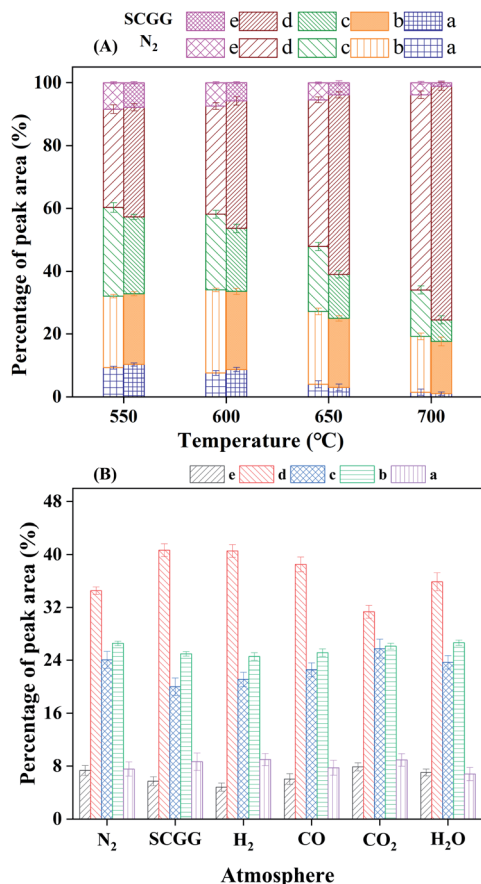 SCGG e d c b a
(A) N₂ e d c b a
100
80
60
40
20
0
Percentage of peak area (%)
550 600 650 700
Temperature (°C)
(B) e d c b a
48
40
32
24
16
8
0
Percentage of peak area (%)
N₂ SCGG H₂ CO CO₂ H₂O
Atmosphere